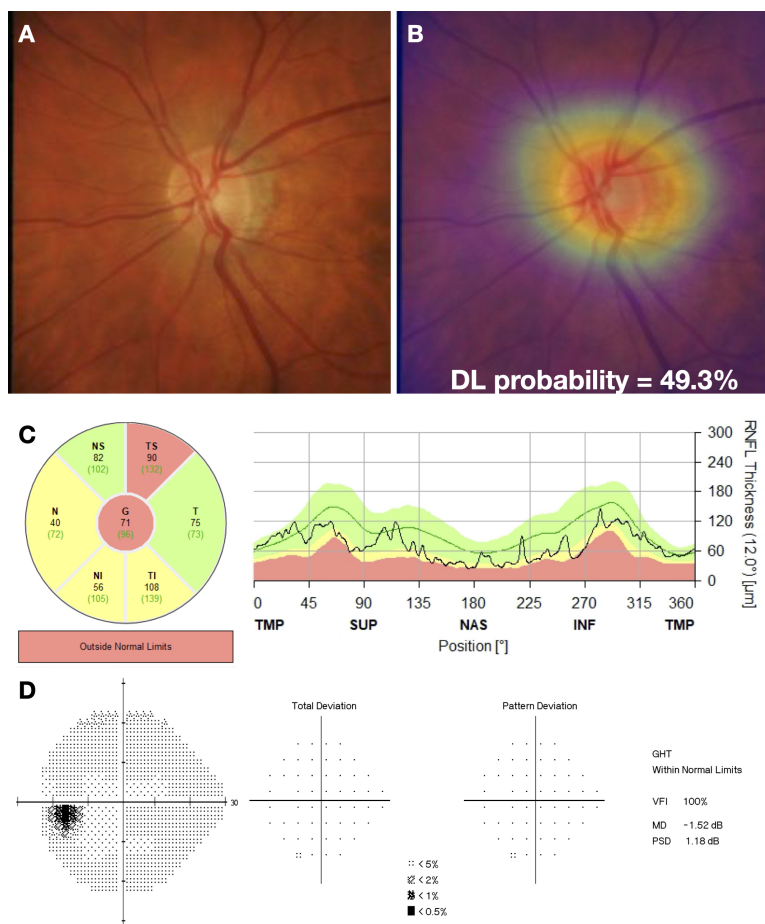 A
B
DL probability = 49.3%
C
NS
82
(102)
TS
90
(132)
N
40
(72)
G
71
(96)
T
75
(73)
NI
56
(105)
TI
108
(139)
Outside Normal Limits
300
240
180
120
60
0
RNFL Thickness (12.0°) [µm]
0 45 90 135 180 225 270 315 360
TMP SUP NAS INF TMP
Position [°]
D
30
Total Deviation
Pattern Deviation
:: < 5%
< 2%
< 1%
< 0.5%
GHT
Within Normal Limits
VFI 100%
MD -1.52 dB
PSD 1.18 dB